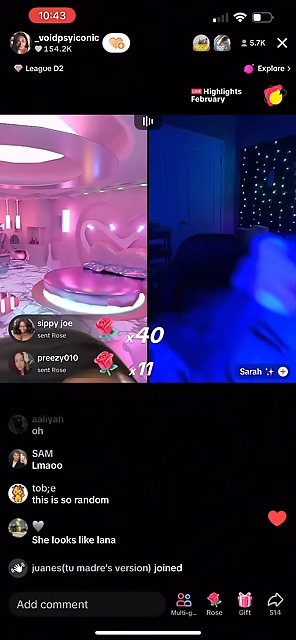 10:43
_voidpsyiconic
154.2K
5.7K
League D2
Explore >
LIVE Highlights
February
sippy joe
sent Rose
x40
preezy010
sent Rose
x11
Sarah
aaliyah
oh
SAM
Lmaoo
tob;e
this is so random
She looks like lana
juanes(tu madre's version) joined
Add comment
Multi-g...
Rose
Gift
514